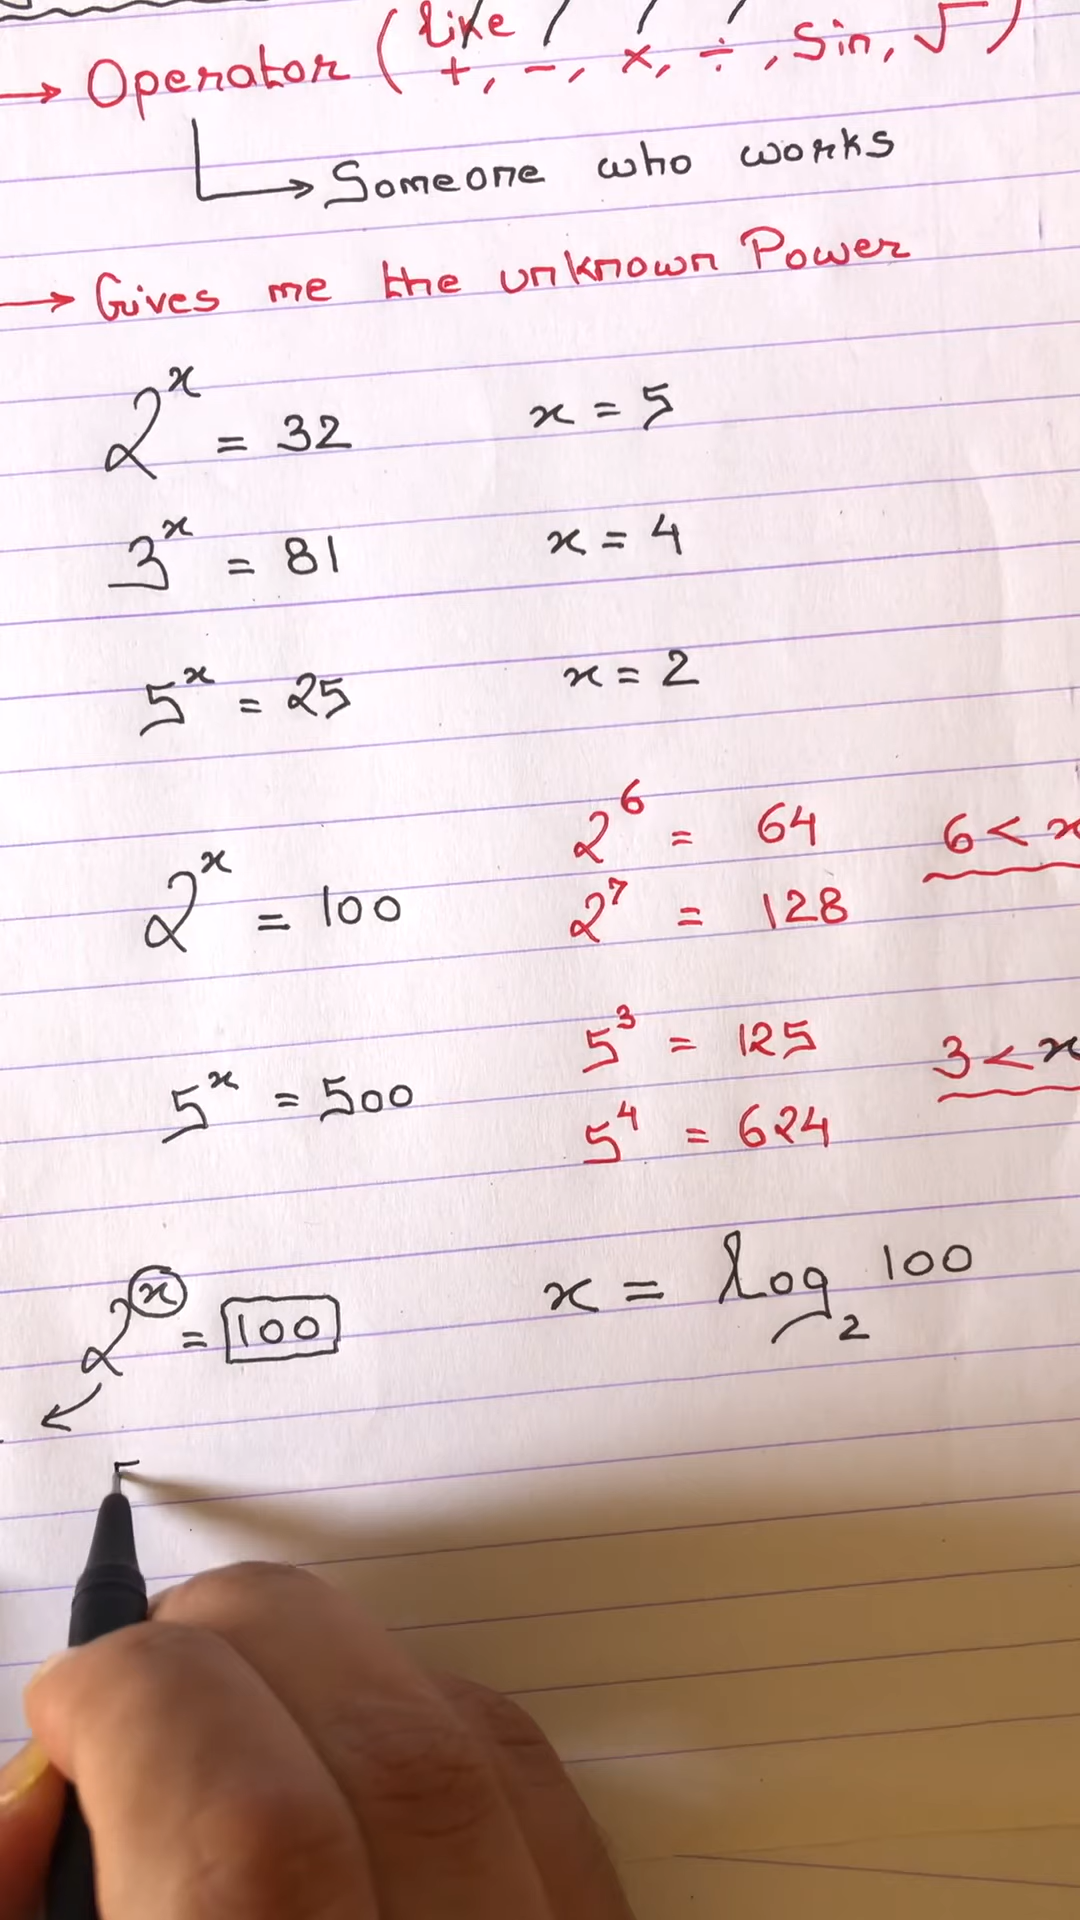 → Operator (like +, -, ×, ÷, Sin, √)
→ Someone who works
→ Gives me the unknown Power
2^x = 32 x = 5
3^x = 81 x = 4
5^x = 25 x = 2
2^6 = 64 6 < x
2^x = 100
2^7 = 128
5^3 = 125 3 < x
5^x = 500
5^4 = 624
2^x = 100 x = log_2 100